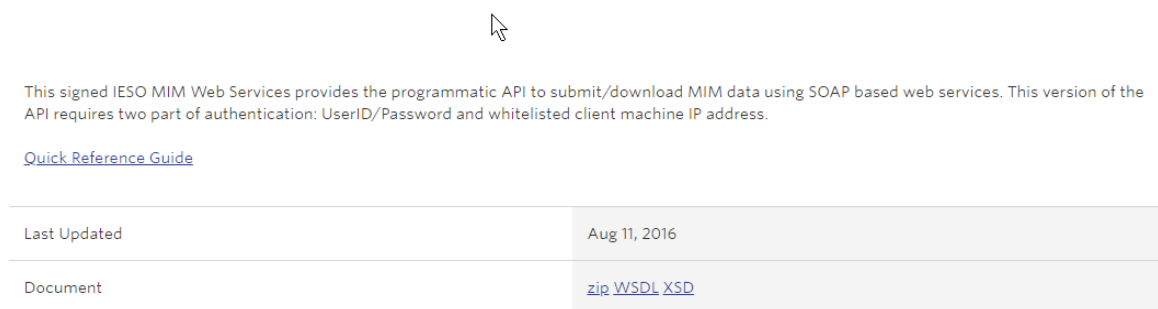 This signed IESO MIM Web Services provides the programmatic API to submit/download MIM data using SOAP based web services. This version of the
API requires two part of authentication: UserID/Password and whitelisted client machine IP address.
Quick Reference Guide
Last Updated Aug 11, 2016
Document zip WSDL XSD